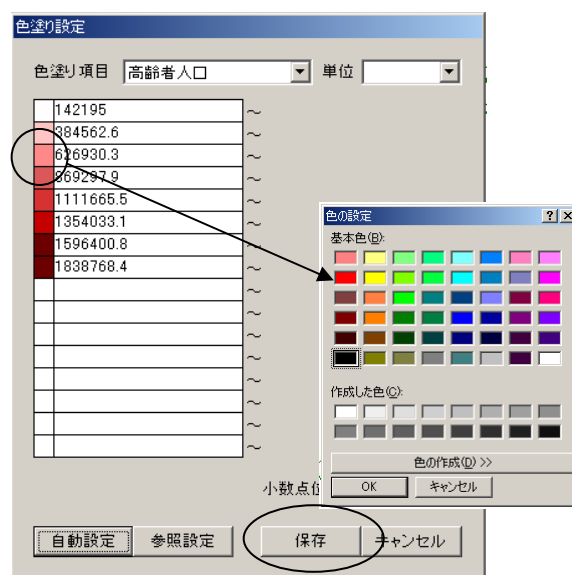 色塗り設定
色塗り項目 高齢者人口 単位
142195 ～
384562.6 ～
626930.3 ～
869297.9 ～
1111665.5 ～
1354033.1 ～
1596400.8 ～
1838768.4 ～
～
～
～
～
～
～
～
～
小数点位
自動設定 参照設定 保存 キャンセル
色の設定
基本色(B):
作成した色(C):
色の作成(D) >>
OK キャンセル